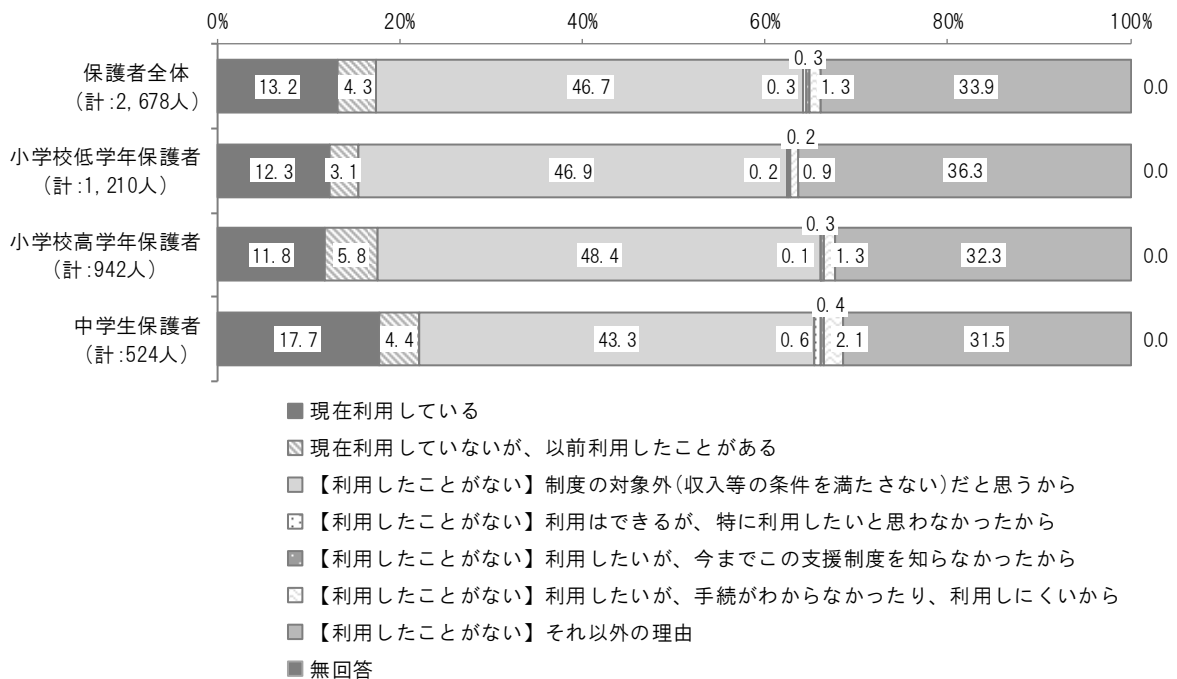 0% 20% 40% 60% 80% 100%
保護者全体
(計:2,678人)
13.2 4.3 46.7 0.3 0.3 1.3 33.9 0.0
小学校低学年保護者
(計:1,210人)
12.3 3.1 46.9 0.2 0.2 0.9 36.3 0.0
小学校高学年保護者
(計:942人)
11.8 5.8 48.4 0.1 0.3 1.3 32.3 0.0
中学生保護者
(計:524人)
17.7 4.4 43.3 0.6 0.4 2.1 31.5 0.0
現在利用している
現在利用していないが、以前利用したことがある
【利用したことがない】制度の対象外(収入等の条件を満たさない)だと思うから
【利用したことがない】利用はできるが、特に利用したいと思わなかったから
【利用したことがない】利用したいが、今までこの支援制度を知らなかったから
【利用したことがない】利用したいが、手続がわからなかったり、利用しにくいから
【利用したことがない】それ以外の理由
無回答